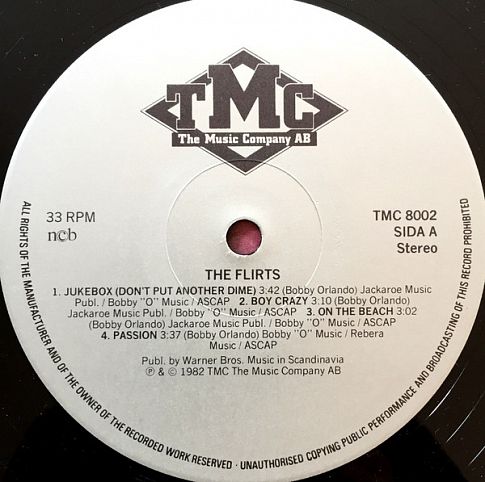 TMC
The Music Company AB
33 RPM
ncb
TMC 8002
SIDA A
Stereo
THE FLIRTS
1. JUKEBOX (DON'T PUT ANOTHER DIME) 3:42 (Bobby Orlando) Jackaroe Music
Publ. / Bobby "O" Music / ASCAP 2. BOY CRAZY 3:10 (Bobby Orlando)
Jackaroe Music Publ. / Bobby "O" Music / ASCAP 3. ON THE BEACH 3:02
(Bobby Orlando) Jackaroe Music Publ. / Bobby "O" Music / ASCAP
4. PASSION 3:37 (Bobby Orlando) Bobby "O" Music / Rebera
Music / ASCAP
Publ. by Warner Bros. Music in Scandinavia
℗ & © 1982 TMC The Music Company AB
ALL RIGHTS OF THE MANUFACTURER AND OF THE OWNER OF THE RECORDED WORK RESERVED · UNAUTHORISED COPYING PUBLIC PERFORMANCE AND BROADCASTING OF THIS RECORD PROHIBITED